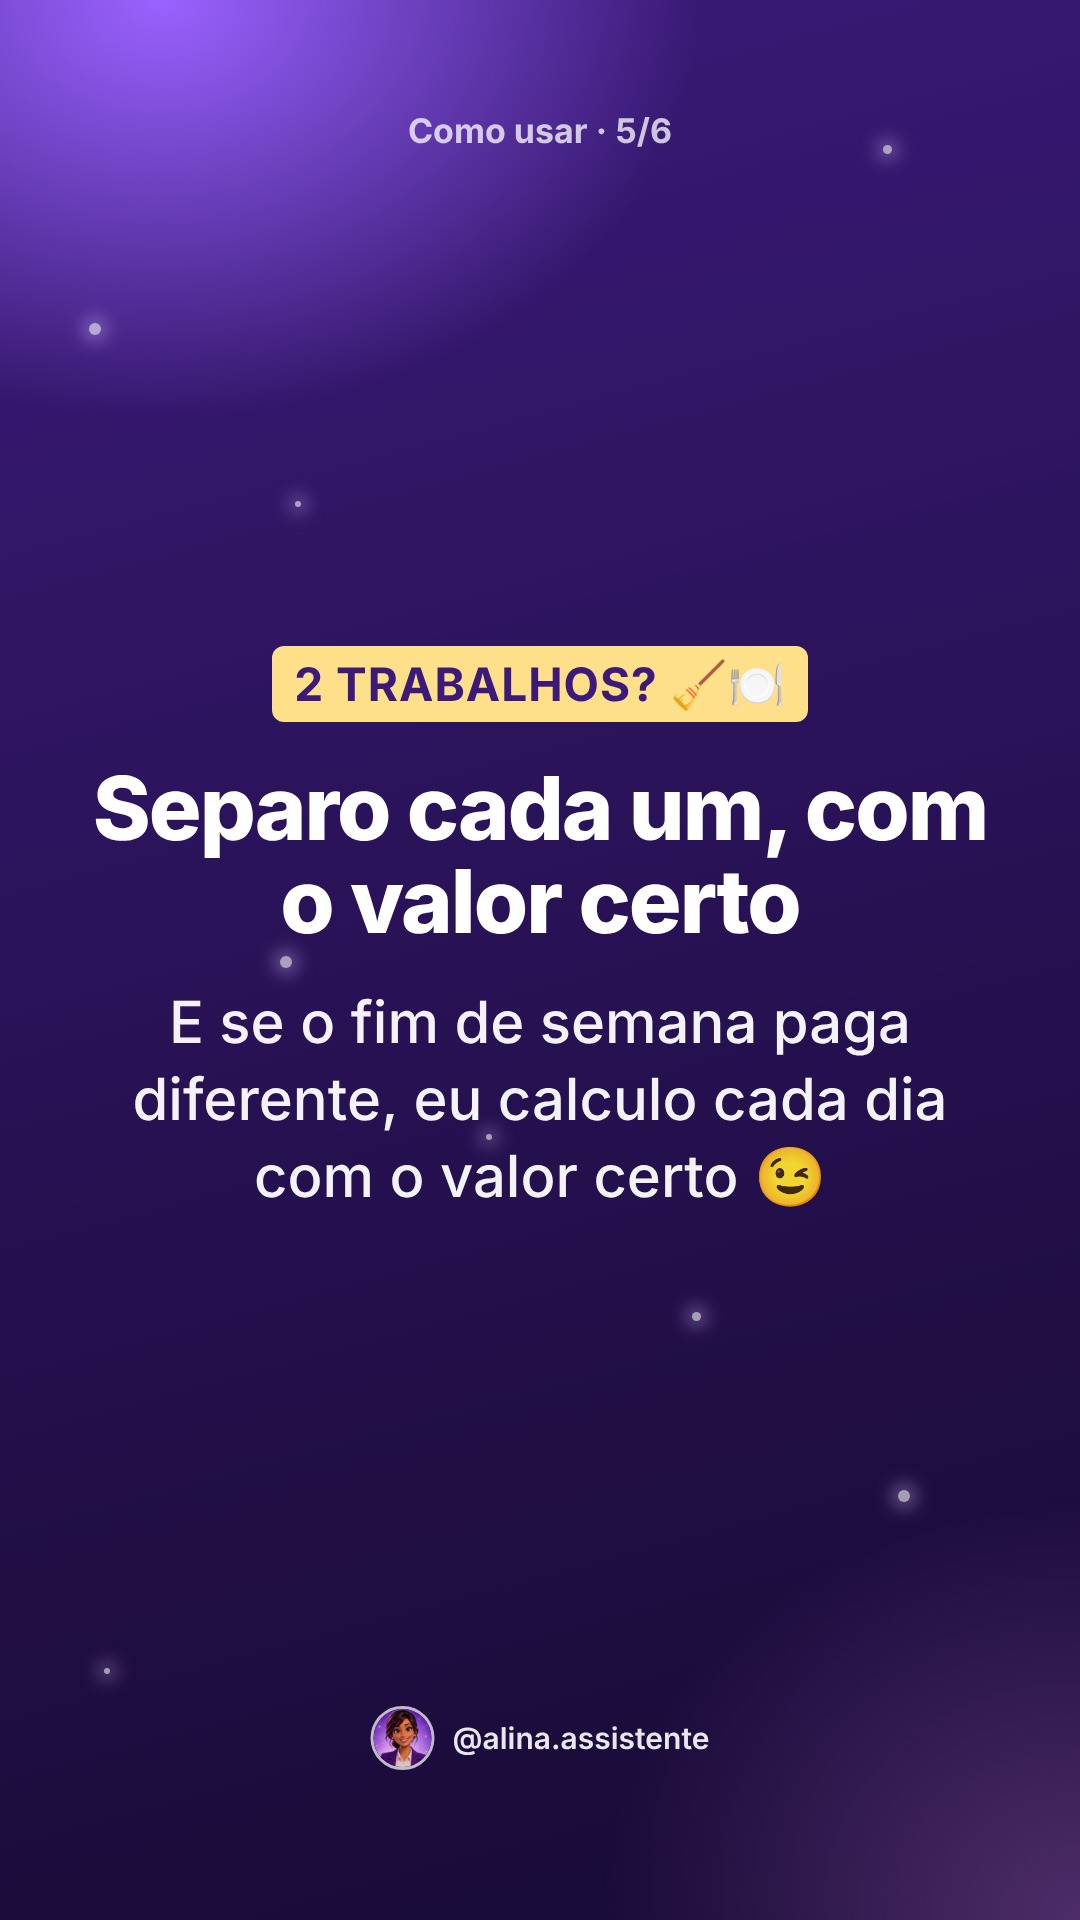 Como usar · 5/6
2 TRABALHOS? 🧹🍽️
Separo cada um, com
o valor certo
E se o fim de semana paga
diferente, eu calculo cada dia
com o valor certo 😉
@alina.assistente